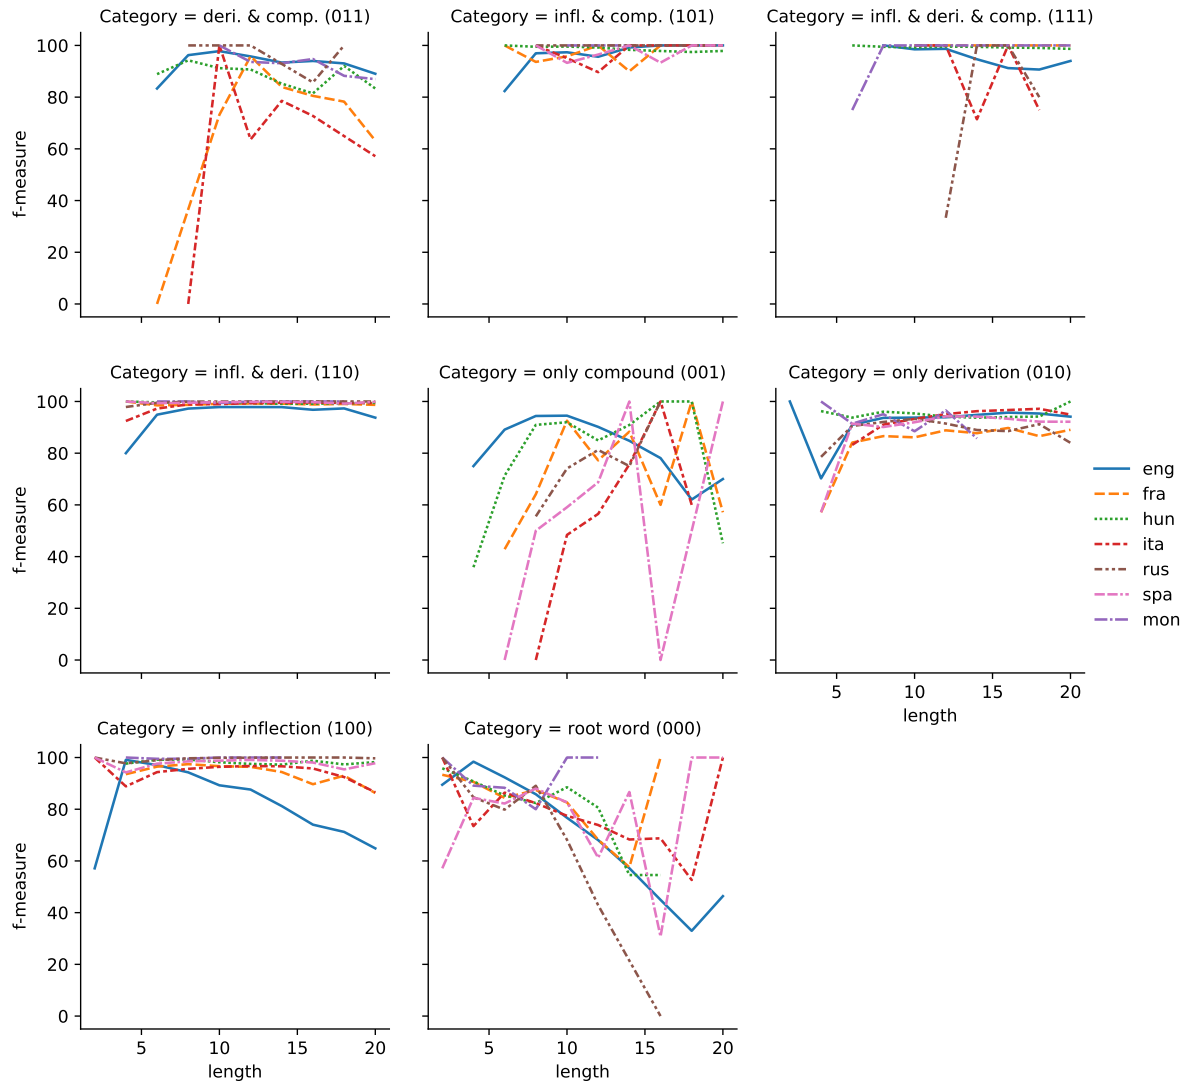 Category = deri. & comp. (011)
Category = infl. & comp. (101)
Category = infl. & deri. & comp. (111)
100
80
60
40
20
0
f-measure
Category = infl. & deri. (110)
Category = only compound (001)
Category = only derivation (010)
100
80
60
40
20
0
f-measure
5 10 15 20
length
eng
fra
hun
ita
rus
spa
mon
Category = only inflection (100)
Category = root word (000)
100
80
60
40
20
0
f-measure
5 10 15 20
length
5 10 15 20
length